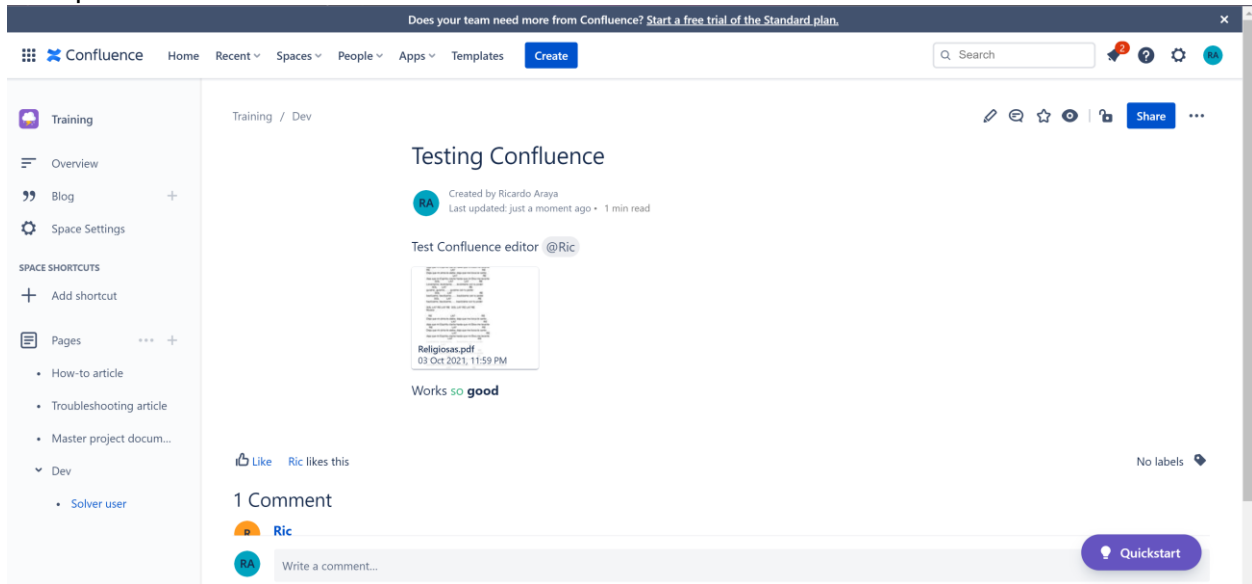 Does your team need more from Confluence? Start a free trial of the Standard plan.
Confluence Home Recent Spaces People Apps Templates Create Search 2 RA
Training
Overview
Blog
Space Settings
SPACE SHORTCUTS
Add shortcut
Pages
How-to article
Troubleshooting article
Master project docum...
Dev
Solver user
Training / Dev
Share
Testing Confluence
RA
Created by Ricardo Araya
Last updated: just a moment ago • 1 min read
Test Confluence editor @Ric
Religiosas.pdf
03 Oct 2021, 11:59 PM
Works so good
Like Ric likes this
No labels
1 Comment
R Ric
RA Write a comment...
Quickstart